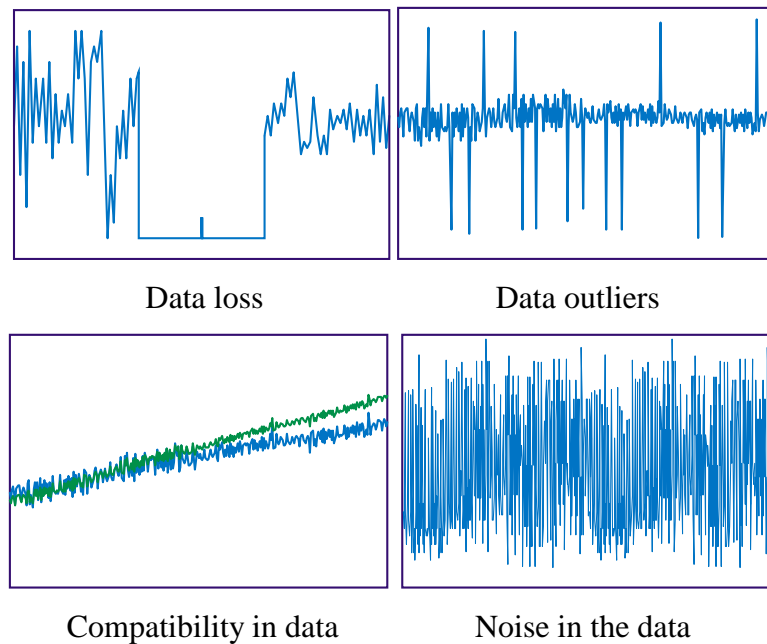 Data loss
Data outliers
Compatibility in data
Noise in the data